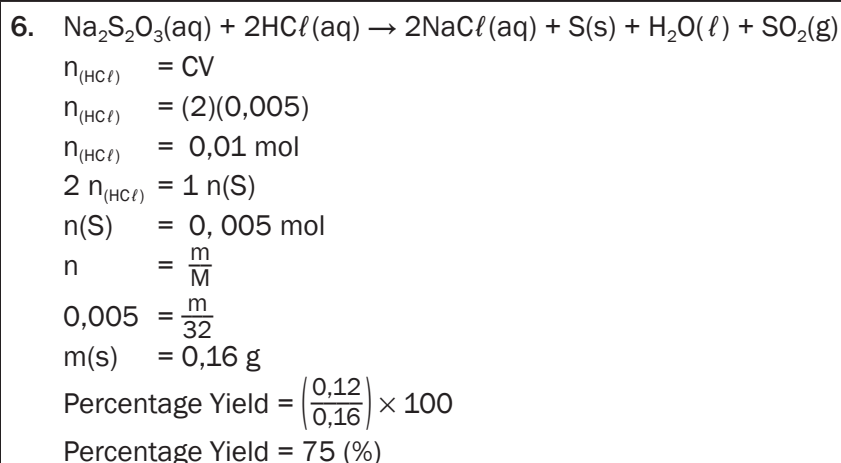 6. Na₂S₂O₃(aq) + 2HCℓ(aq) → 2NaCℓ(aq) + S(s) + H₂O(ℓ) + SO₂(g)
n₍HCℓ₎ = CV
n₍HCℓ₎ = (2)(0,005)
n₍HCℓ₎ = 0,01 mol
2 n₍HCℓ₎ = 1 n(S)
n(S) = 0, 005 mol
n = m/M
0,005 = m/32
m(s) = 0,16 g
Percentage Yield = (0,12/0,16) × 100
Percentage Yield = 75 (%)